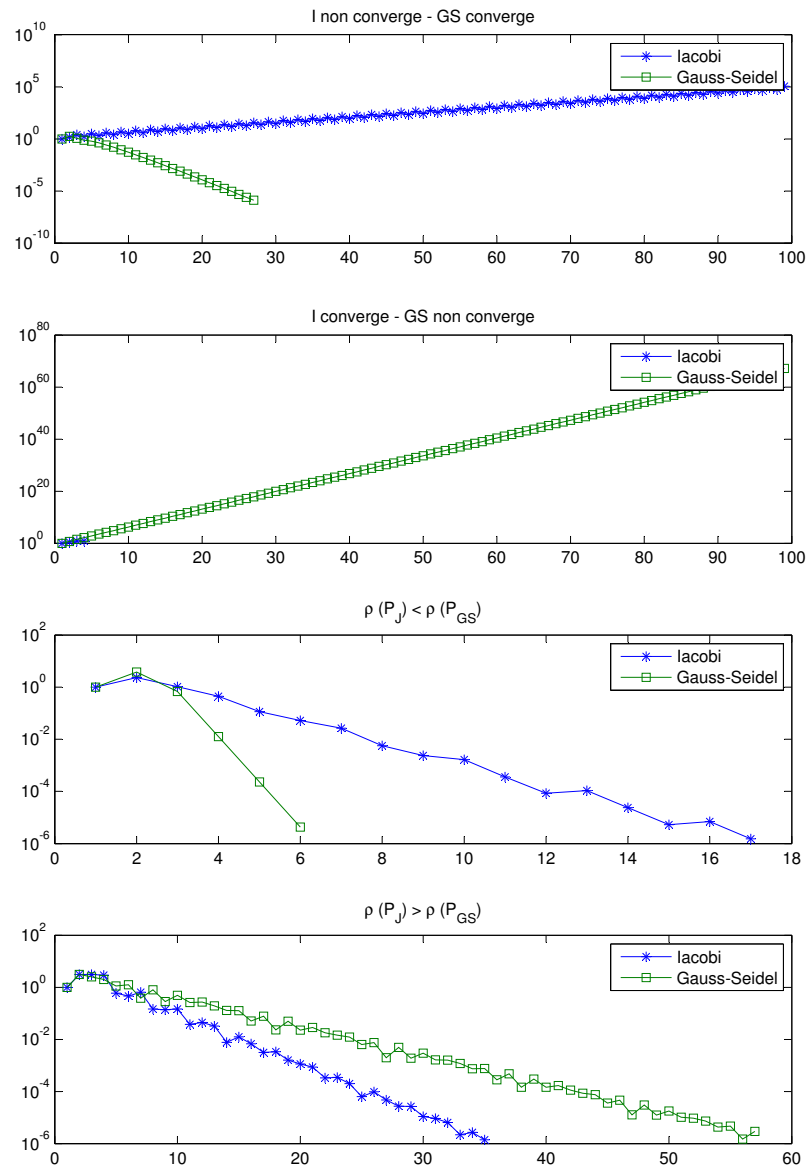 I non converge - GS converge
10^10
10^5
10^0
10^-5
10^-10
Iacobi
Gauss-Seidel
0 10 20 30 40 50 60 70 80 90 100
I converge - GS non converge
10^80
10^60
10^40
10^20
10^0
Iacobi
Gauss-Seidel
0 10 20 30 40 50 60 70 80 90 100
ρ (P_J) < ρ (P_GS)
10^2
10^0
10^-2
10^-4
10^-6
Iacobi
Gauss-Seidel
0 2 4 6 8 10 12 14 16 18
ρ (P_J) > ρ (P_GS)
10^2
10^0
10^-2
10^-4
10^-6
Iacobi
Gauss-Seidel
0 10 20 30 40 50 60